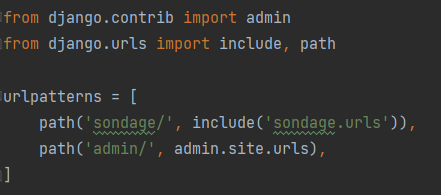 from django.contrib import admin
from django.urls import include, path

urlpatterns = [
    path('sondage/', include('sondage.urls')),
    path('admin/', admin.site.urls),
]